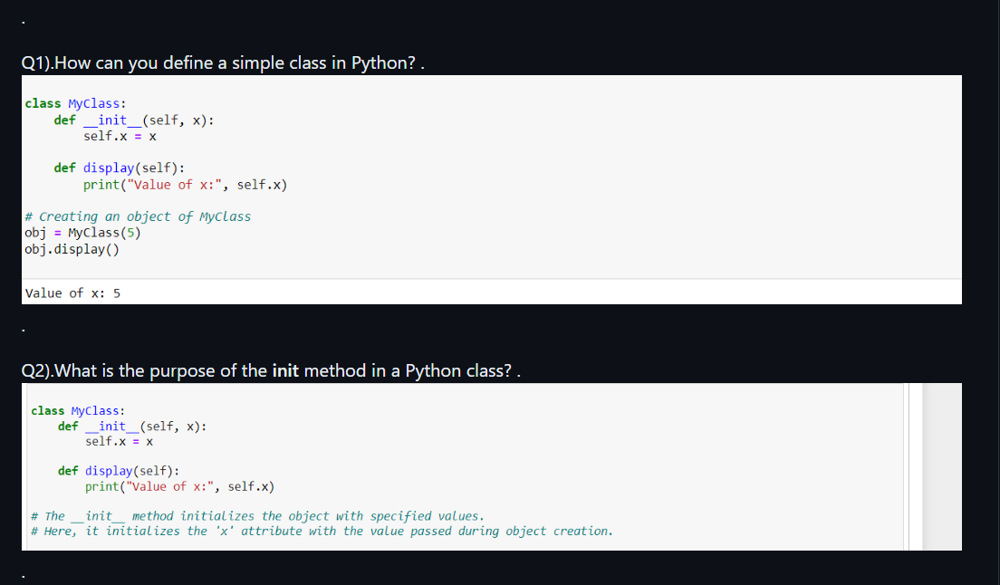 .
Q1).How can you define a simple class in Python? .
class MyClass:
    def __init__(self, x):
        self.x = x
    def display(self):
        print("Value of x:", self.x)
# Creating an object of MyClass
obj = MyClass(5)
obj.display()
Value of x: 5
.
Q2).What is the purpose of the init method in a Python class? .
class MyClass:
    def __init__(self, x):
        self.x = x
    def display(self):
        print("Value of x:", self.x)
# The __init__ method initializes the object with specified values.
# Here, it initializes the 'x' attribute with the value passed during object creation.
.